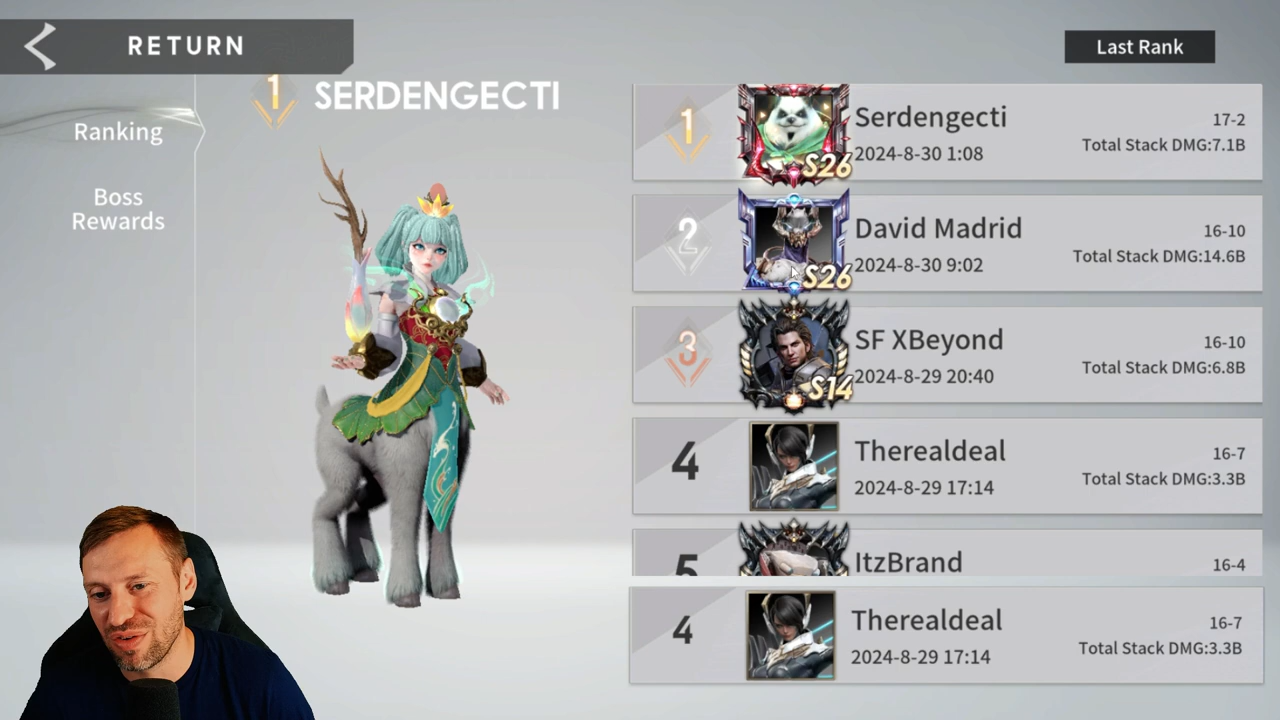 RETURN
Last Rank
1
SERDENGECTI
Ranking
Boss
Rewards
1
S26
Serdengecti
2024-8-30 1:08
17-2
Total Stack DMG:7.1B
2
S26
David Madrid
2024-8-30 9:02
16-10
Total Stack DMG:14.6B
3
S14
SF XBeyond
2024-8-29 20:40
16-10
Total Stack DMG:6.8B
4
Therealdeal
2024-8-29 17:14
16-7
Total Stack DMG:3.3B
5
ItzBrand
16-4
4
Therealdeal
2024-8-29 17:14
16-7
Total Stack DMG:3.3B